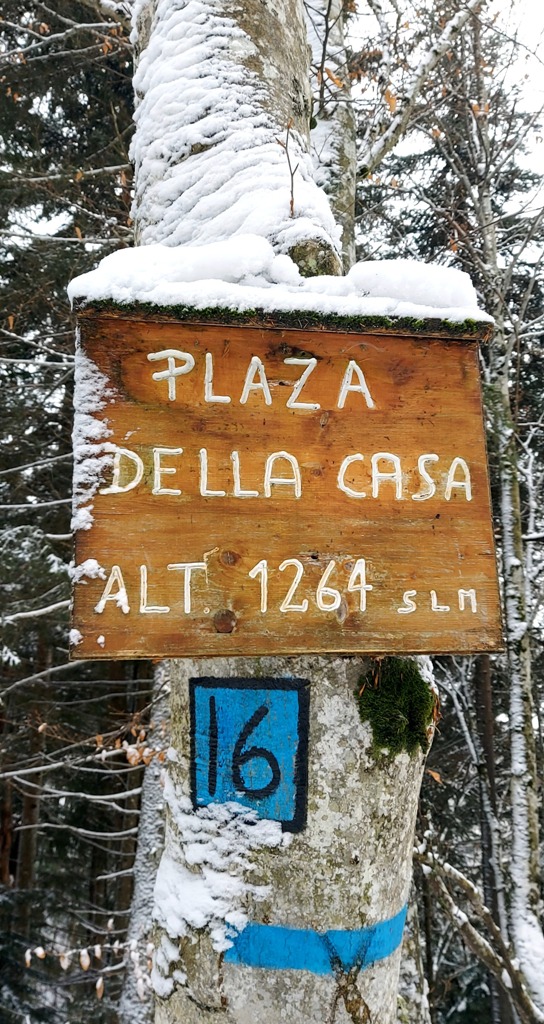 PLAZA
DELLA CASA
ALT. 1264 SLM
16